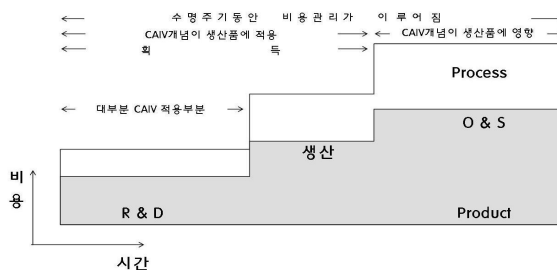 수명주기동안 비용관리가 이루어짐
CAIV개념이 생산품에 적용
CAIV개념이 생산품에 영향
획 득
Process
대부분 CAIV 적용부분
O & S
생산
비용
R & D
Product
시간